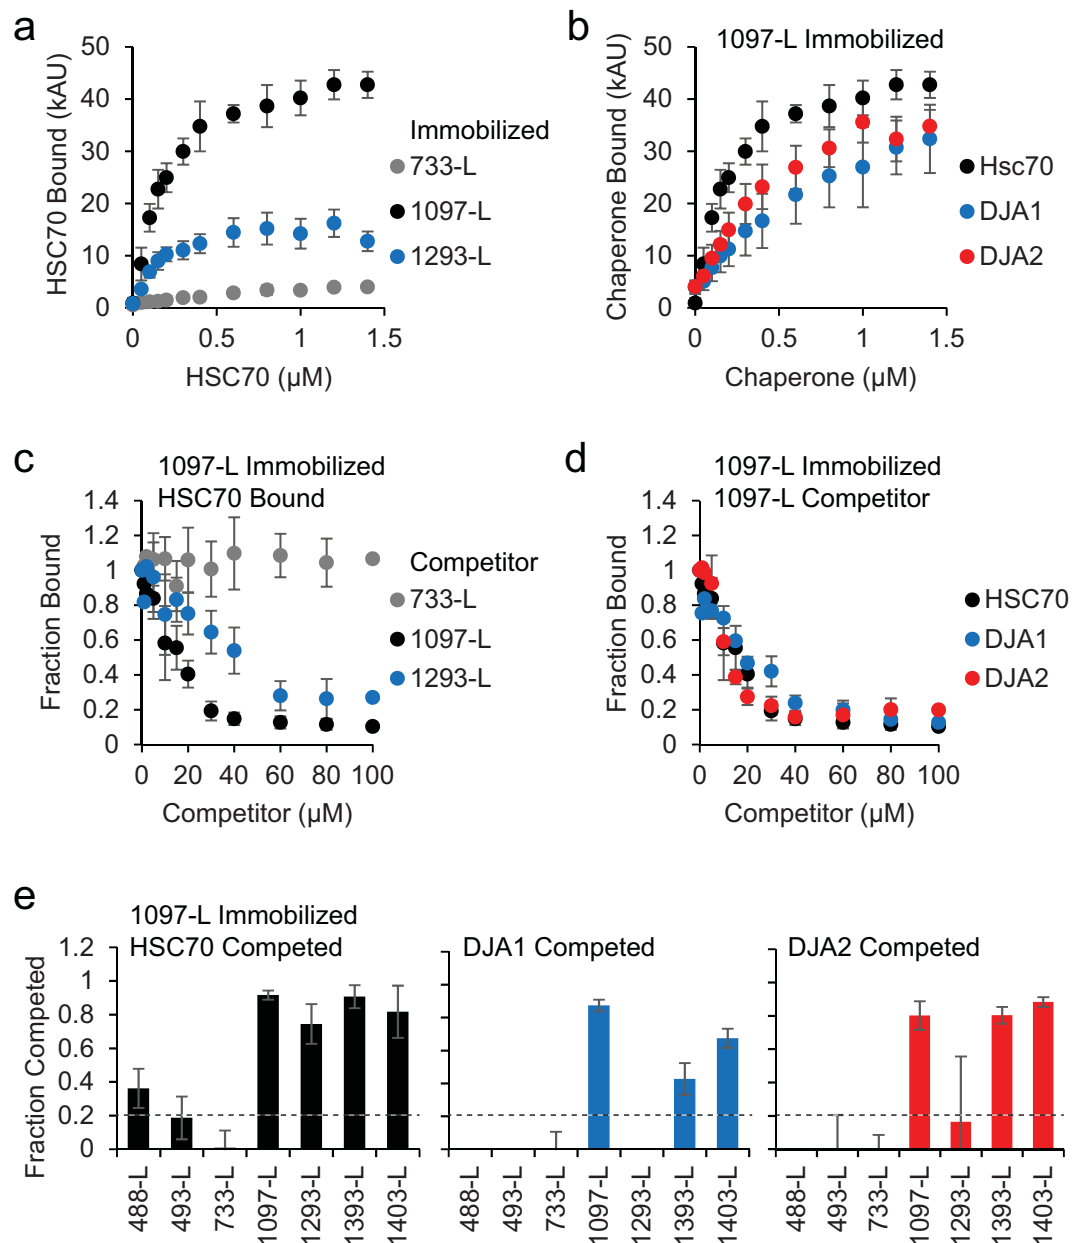 a
50
40
30
20
10
0
HSC70 Bound (kAU)
0
0.5
1
1.5
HSC70 (µM)
Immobilized
733-L
1097-L
1293-L
b
1097-L Immobilized
50
40
30
20
10
0
Chaperone Bound (kAU)
0
0.5
1
1.5
Chaperone (µM)
Hsc70
DJA1
DJA2
c
1097-L Immobilized
HSC70 Bound
1.4
1.2
1
0.8
0.6
0.4
0.2
0
Fraction Bound
0
20
40
60
80
100
Competitor (µM)
Competitor
733-L
1097-L
1293-L
d
1097-L Immobilized
1097-L Competitor
1.4
1.2
1
0.8
0.6
0.4
0.2
0
Fraction Bound
0
20
40
60
80
100
Competitor (µM)
HSC70
DJA1
DJA2
e
1097-L Immobilized
HSC70 Competed
1.2
1
0.8
0.6
0.4
0.2
0
Fraction Competed
488-L
493-L
733-L
1097-L
1293-L
1393-L
1403-L
DJA1 Competed
488-L
493-L
733-L
1097-L
1293-L
1393-L
1403-L
DJA2 Competed
488-L
493-L
733-L
1097-L
1293-L
1393-L
1403-L